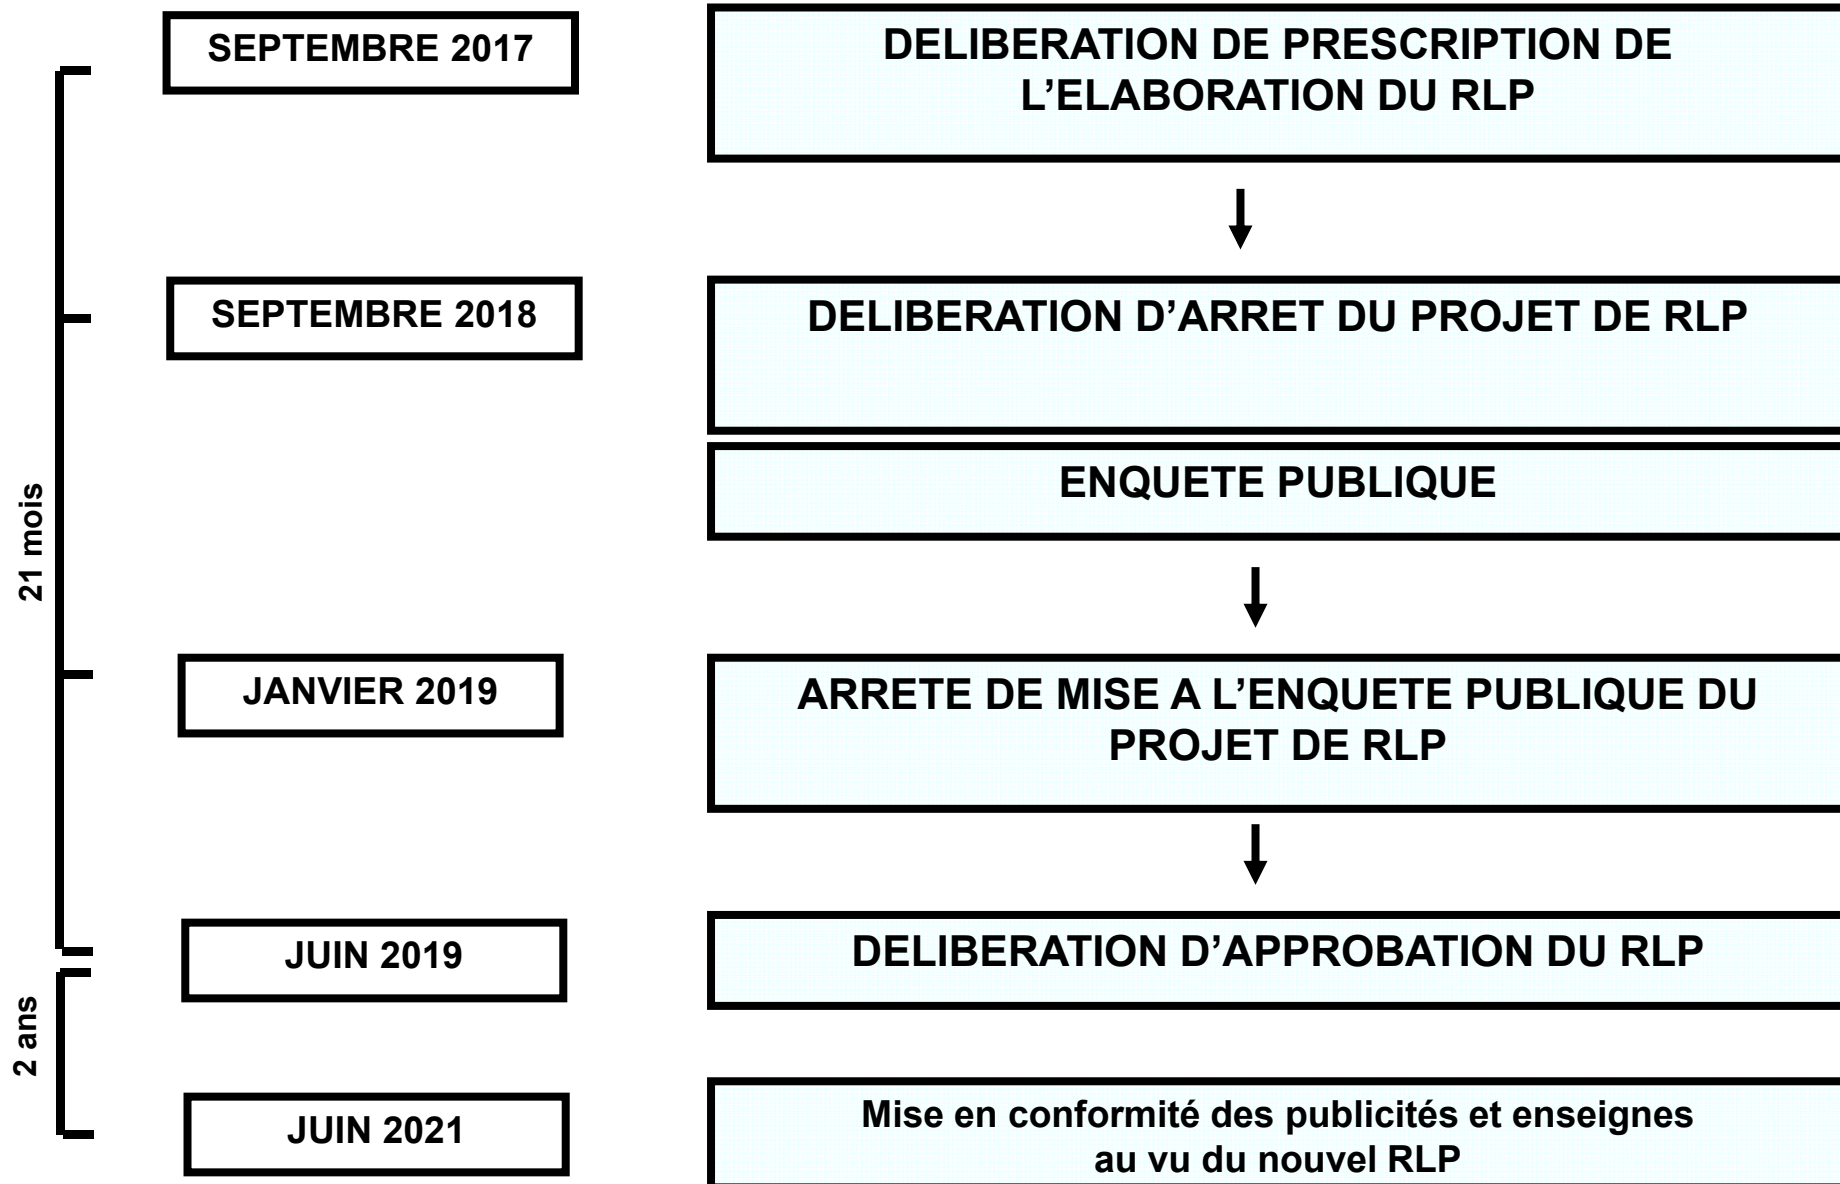 SEPTEMBRE 2017
DELIBERATION DE PRESCRIPTION DE
L’ELABORATION DU RLP
SEPTEMBRE 2018
DELIBERATION D’ARRET DU PROJET DE RLP
ENQUETE PUBLIQUE
21 mois
JANVIER 2019
ARRETE DE MISE A L’ENQUETE PUBLIQUE DU
PROJET DE RLP
JUIN 2019
DELIBERATION D’APPROBATION DU RLP
2 ans
JUIN 2021
Mise en conformité des publicités et enseignes
au vu du nouvel RLP